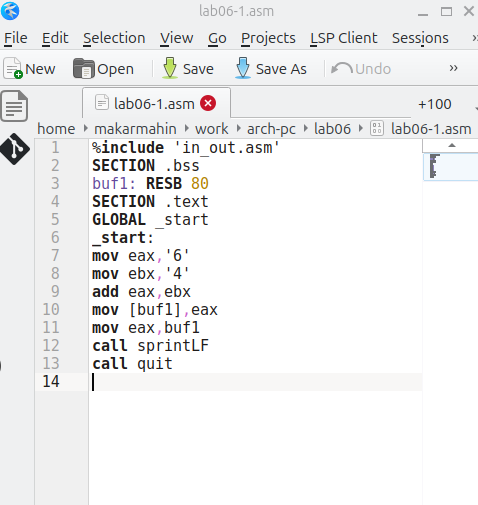 lab06-1.asm
File Edit Selection View Go Projects LSP Client Sessions »
New Open Save Save As Undo »
lab06-1.asm +100
home ▸ makarmahin ▸ work ▸ arch-pc ▸ lab06 ▸ lab06-1.asm
1 %include 'in_out.asm'
2 SECTION .bss
3 buf1: RESB 80
4 SECTION .text
5 GLOBAL _start
6 _start:
7 mov eax,'6'
8 mov ebx,'4'
9 add eax,ebx
10 mov [buf1],eax
11 mov eax,buf1
12 call sprintLF
13 call quit
14